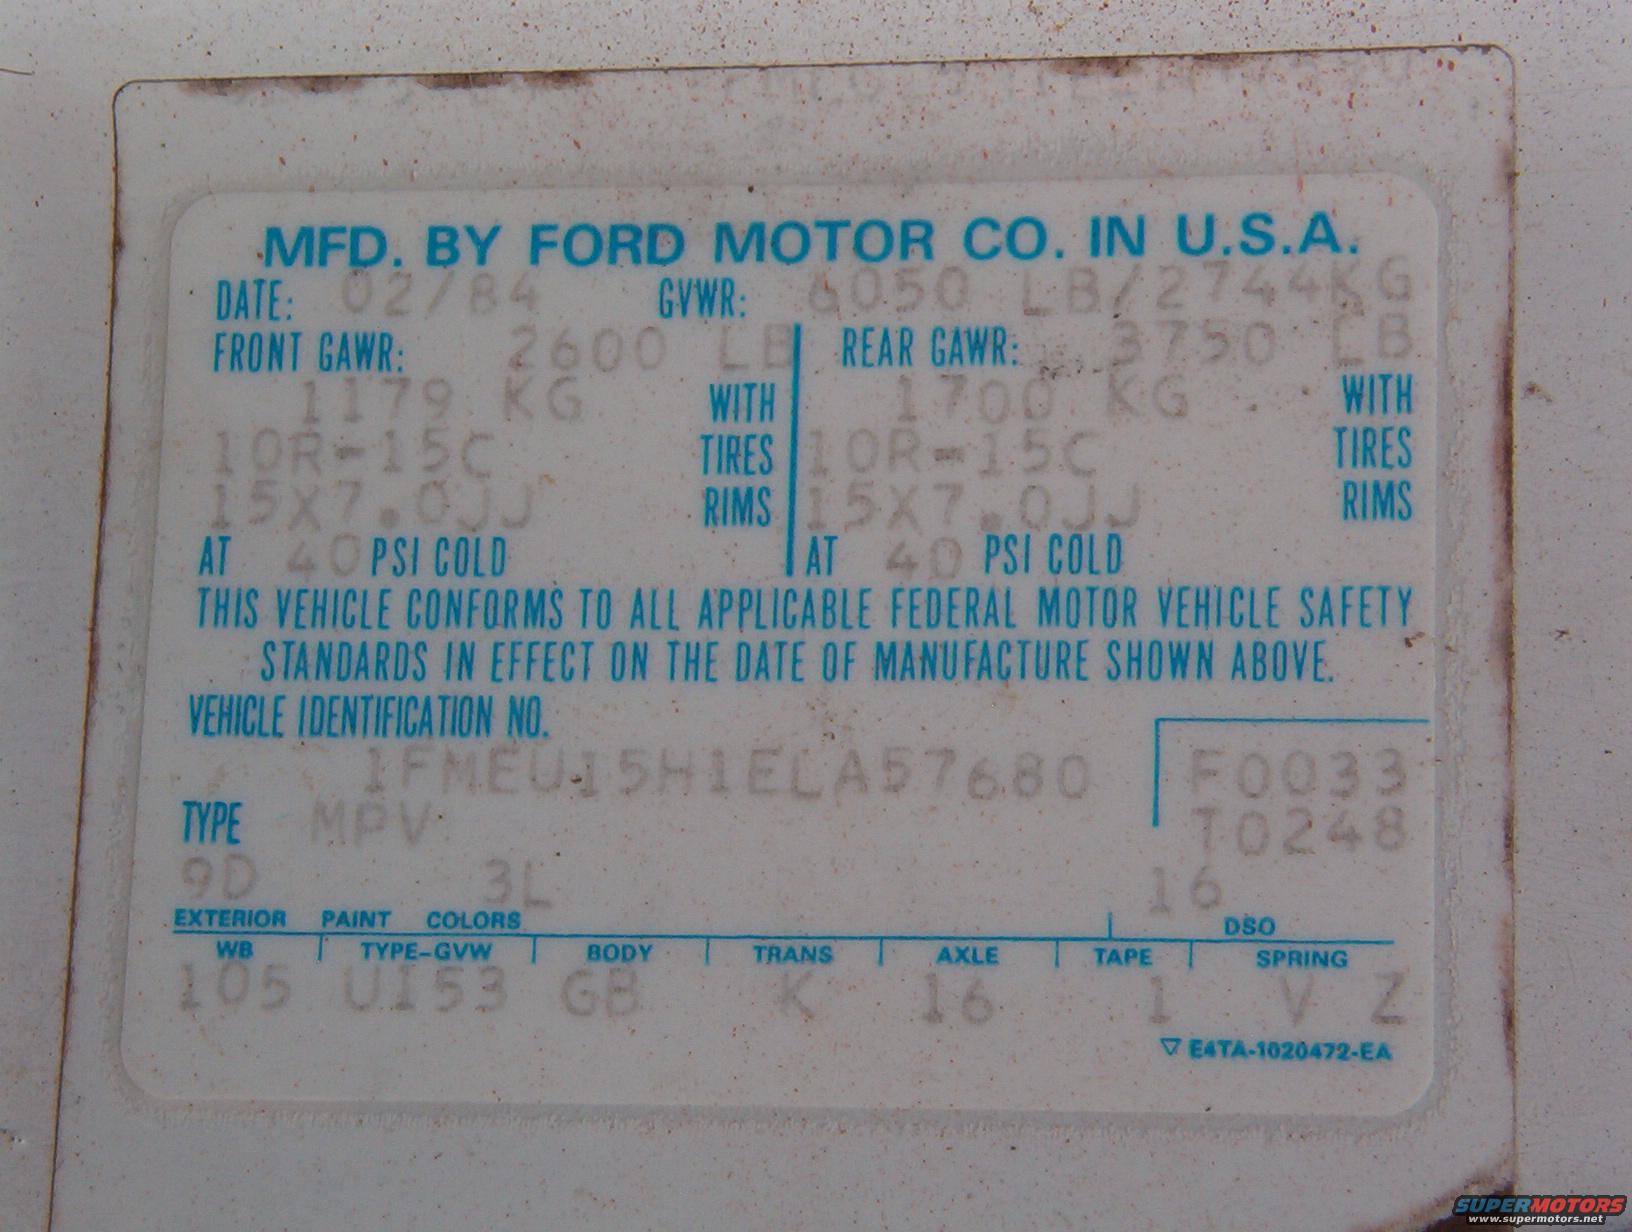 MFD. BY FORD MOTOR CO. IN U.S.A.
DATE: 02/84 GVWR: 6050 LB/2744KG
FRONT GAWR: 2600 LB REAR GAWR: 3750 LB
1179 KG WITH 1700 KG WITH
10R-15C TIRES 10R-15C TIRES
15X7.0JJ RIMS 15X7.0JJ RIMS
AT 40 PSI COLD AT 40 PSI COLD
THIS VEHICLE CONFORMS TO ALL APPLICABLE FEDERAL MOTOR VEHICLE SAFETY
STANDARDS IN EFFECT ON THE DATE OF MANUFACTURE SHOWN ABOVE.
VEHICLE IDENTIFICATION NO.
1FMEU15H1ELA57680 F0033
TYPE MPV T0248
9D 3L 16
EXTERIOR PAINT COLORS DSO
WB TYPE-GVW BODY TRANS AXLE TAPE SPRING
105 U153 GB K 16 1 V Z
▽ E4TA-1020472-EA
SUPERMOTORS
www.supermotors.net